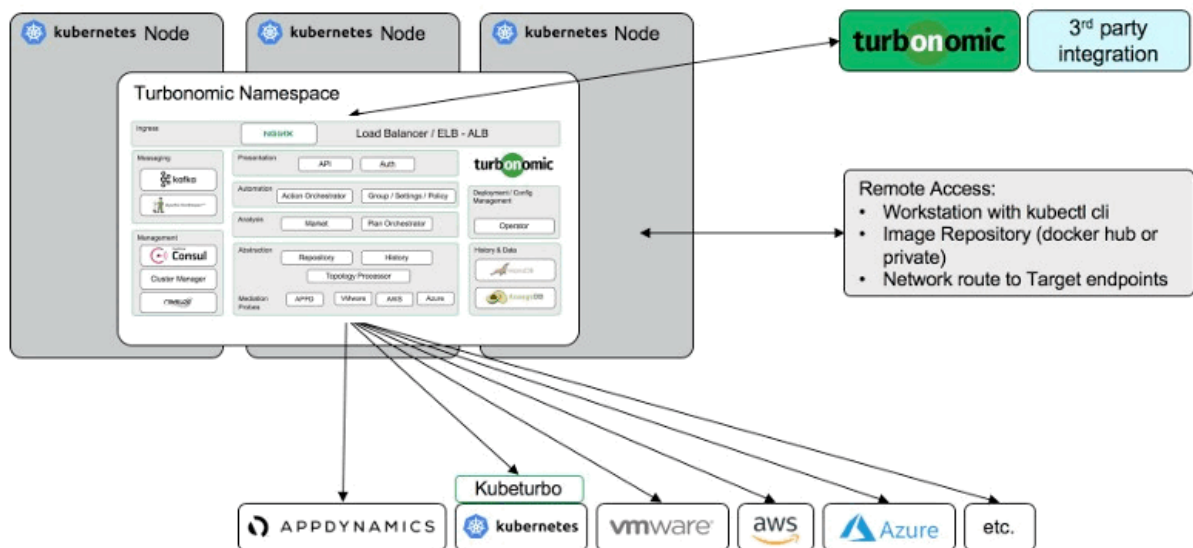 kubernetes Node
kubernetes Node
kubernetes Node
turbonomic
3rd party
integration
Turbonomic Namespace
Ingress
NGINX
Load Balancer / ELB - ALB
Messaging
kafka
Presentation
API
Auth
turbonomic
Automation
Action Orchestrator
Group / Settings / Policy
Deployment / Config
Management
Operator
Analysis
Market
Plan Orchestrator
Management
Consul
Cluster Manager
Abstraction
Repository
History
Topology Processor
History & Data
MariaDB
ArangoDB
Mediation
Probes
APPD
VMware
AWS
Azure
Remote Access:
• Workstation with kubectl cli
• Image Repository (docker hub or
private)
• Network route to Target endpoints
Kubeturbo
APPDYNAMICS
kubernetes
vmware
aws
Azure
etc.